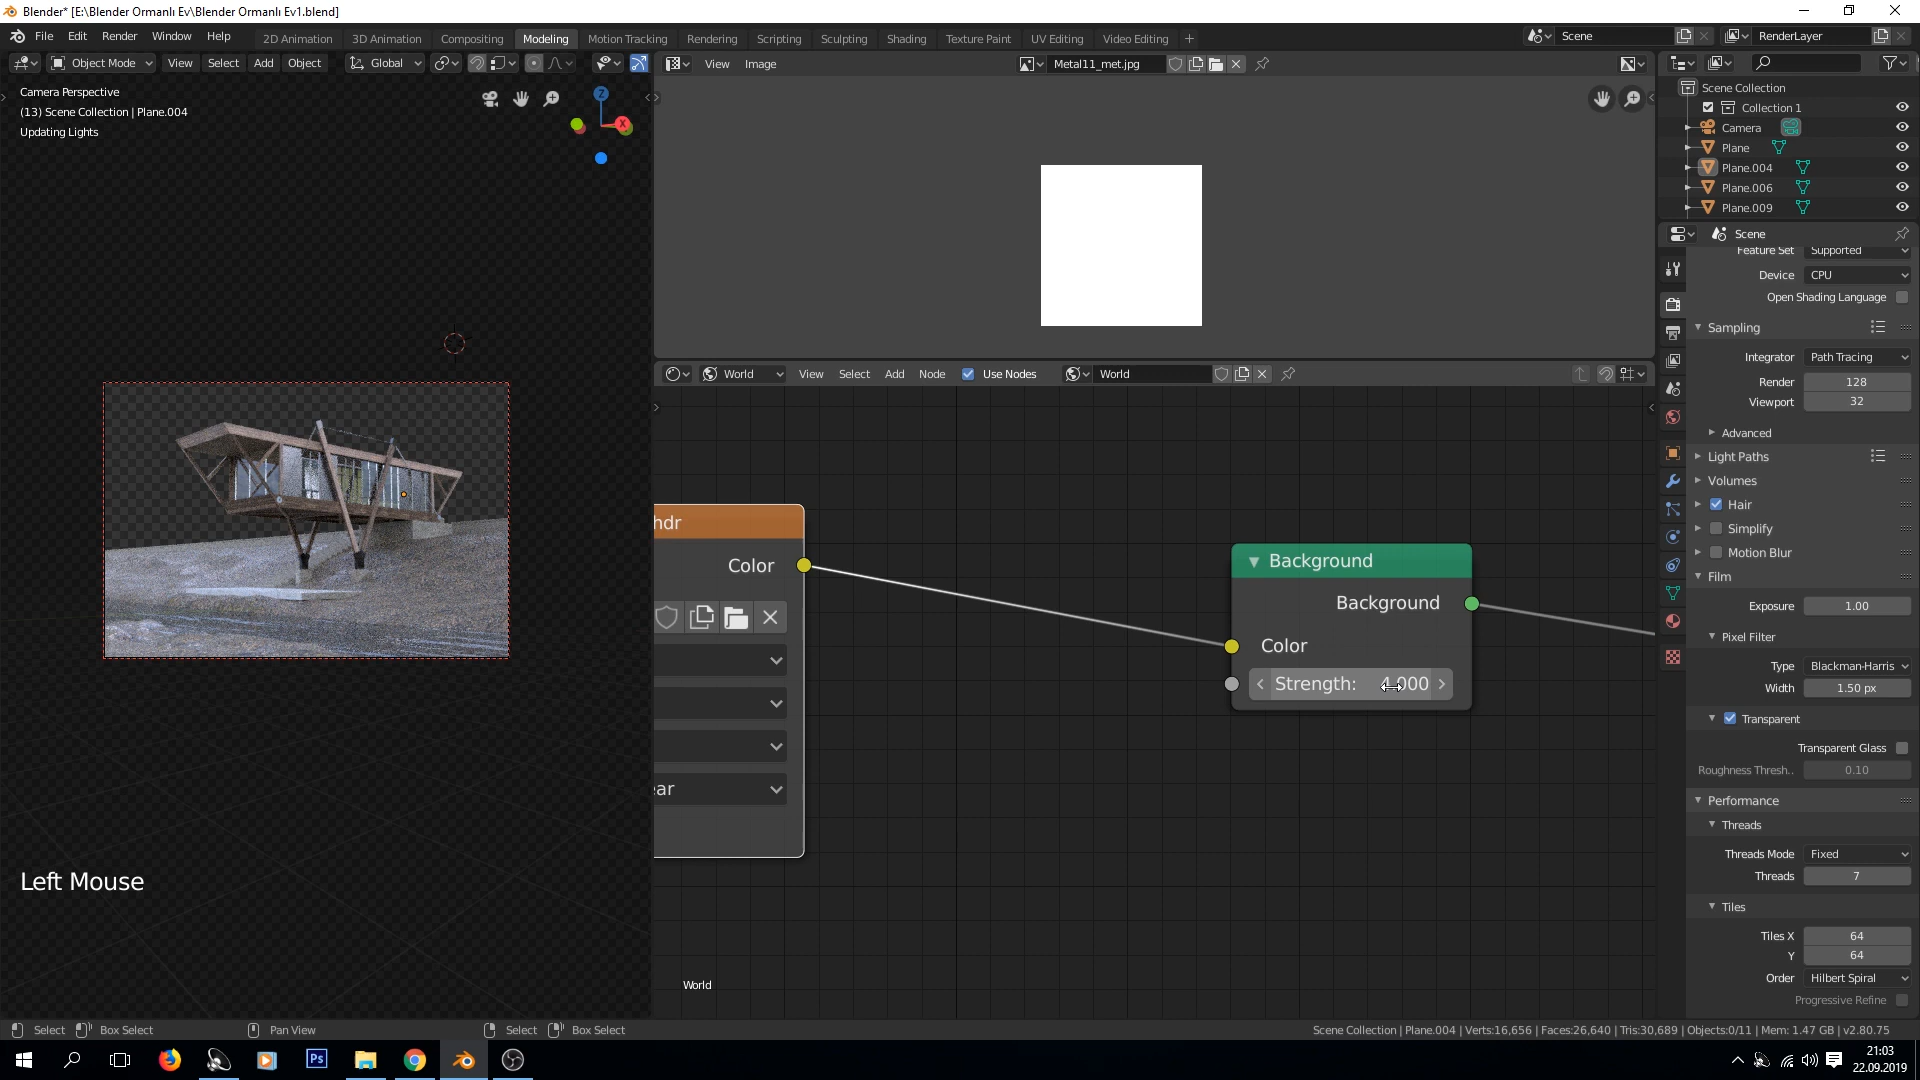 Blender* [E:\Blender Ormanlı Ev\Blender Ormanlı Ev1.blend]
File Edit Render Window Help
2D Animation 3D Animation Compositing Modeling Motion Tracking Rendering Scripting Sculpting Shading Texture Paint UV Editing Video Editing +
Scene RenderLayer
Object Mode View Select Add Object Global
View Image Metal11_met.jpg
Camera Perspective
(13) Scene Collection | Plane.004
Updating Lights
Z
X
Scene Collection
Collection 1
Camera
Plane
Plane.004
Plane.006
Plane.009
Scene
Feature Set Supported
Device CPU
Open Shading Language
Sampling
Integrator Path Tracing
Render 128
Viewport 32
Advanced
Light Paths
Volumes
Hair
Simplify
Motion Blur
Film
Exposure 1.00
Pixel Filter
Type Blackman-Harris
Width 1.50 px
Transparent
Transparent Glass
Roughness Thresh.. 0.10
Performance
Threads
Threads Mode Fixed
Threads 7
Tiles
Tiles X 64
Y 64
Order Hilbert Spiral
Progressive Refine
World View Select Add Node Use Nodes World
hdr
Color
ear
Background
Background
Color
Strength: 4.000
World
Left Mouse
Select Box Select Pan View Select Box Select
Scene Collection | Plane.004 | Verts:16,656 | Faces:26,640 | Tris:30,689 | Objects:0/11 | Mem: 1.47 GB | v2.80.75
Ps
21:03
22.09.2019